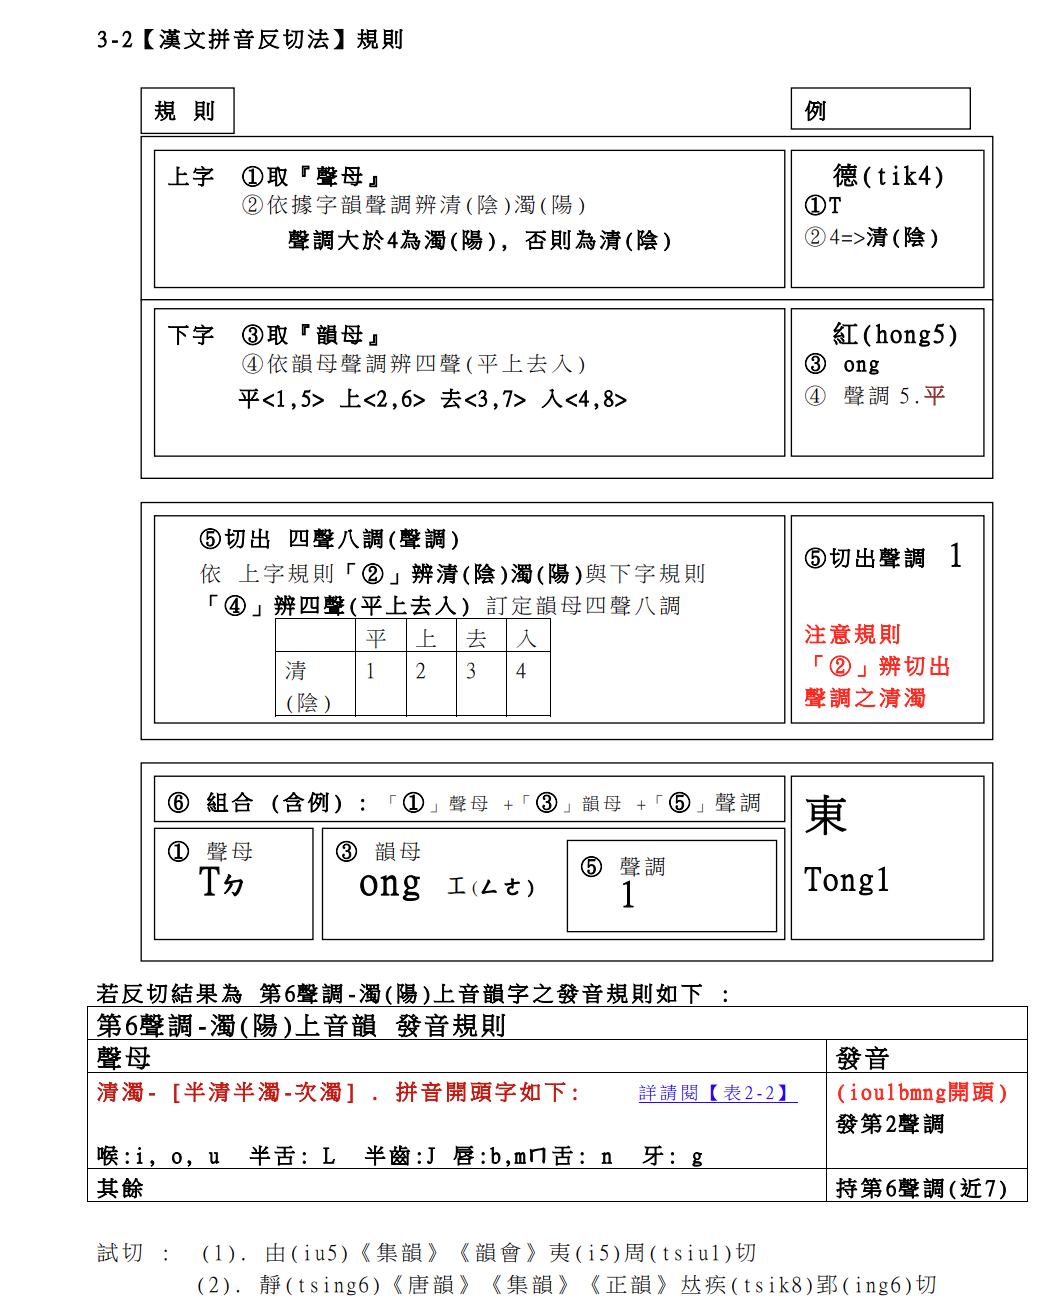 3-2【漢文拼音反切法】規則
規 則
例
上字 ①取『聲母』
②依據字韻聲調辨清(陰)濁(陽)
聲調大於4為濁(陽), 否則為清(陰)
德(tik4)
①T
②4=>清(陰)
下字 ③取『韻母』
④依韻母聲調辨四聲(平上去入)
平<1,5> 上<2,6> 去<3,7> 入<4,8>
紅(hong5)
③ ong
④ 聲調 5.平
⑤切出 四聲八調(聲調)
依 上字規則「②」辨清(陰)濁(陽)與下字規則
「④」辨四聲(平上去入) 訂定韻母四聲八調
平 上 去 入
清 1 2 3 4
(陰)
⑤切出聲調 1
注意規則
「②」辨切出
聲調之清濁
⑥ 組合 (含例) : 「①」聲母 +「③」韻母 +「⑤」聲調
① 聲母
Tㄉ
③ 韻母
ong ㆲ(ㄥㄜ)
⑤ 聲調
1
東
Tong1
若反切結果為 第6聲調-濁(陽)上音韻字之發音規則如下 :
第6聲調-濁(陽)上音韻 發音規則
聲母 發音
清濁- [半清半濁-次濁] . 拼音開頭字如下: 詳請閱【表2-2】 (ioulbmng開頭)
發第2聲調
喉:i, o, u 半舌: L 半齒:J 唇:b,mㄇ舌: n 牙: g
其餘 持第6聲調(近7)
試切 : (1). 由(iu5)《集韻》《韻會》夷(i5)周(tsiu1)切
(2). 靜(tsing6)《唐韻》《集韻》《正韻》𡘋疾(tsik8)郢(ing6)切